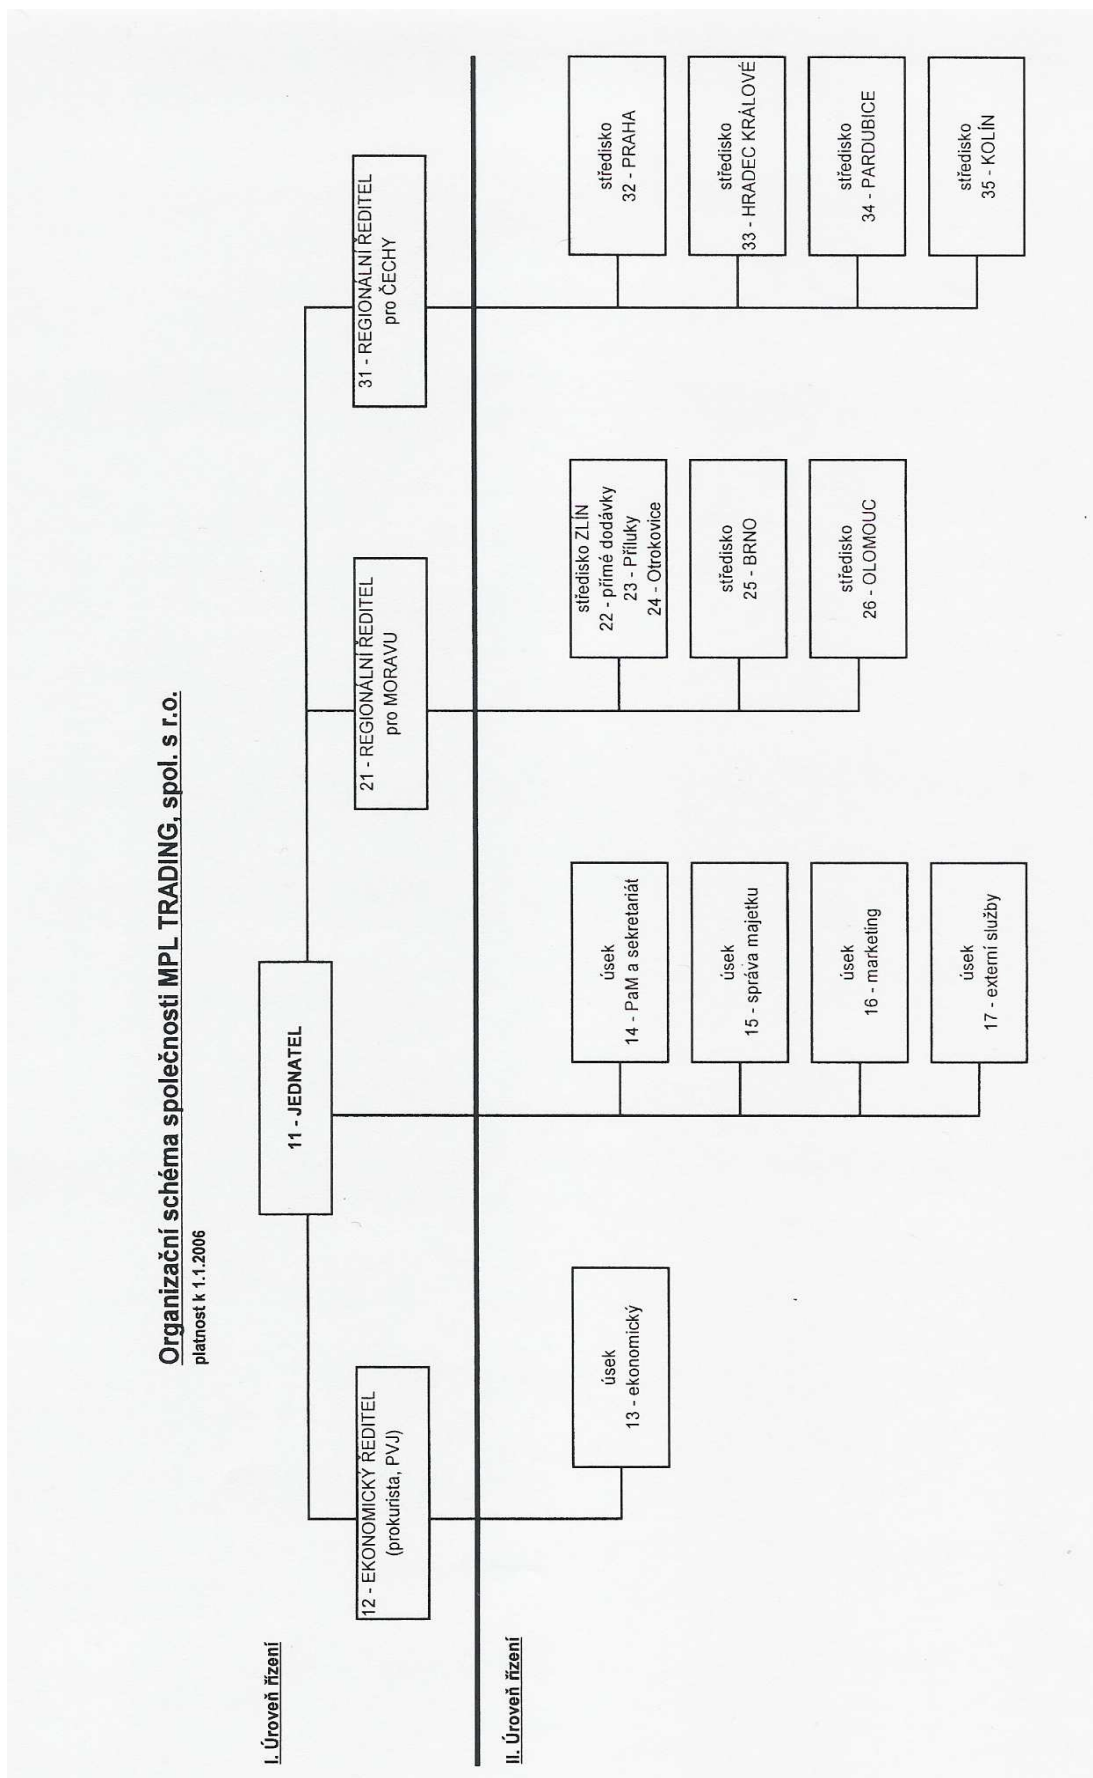 Organizační schéma společnosti MPL TRADING, spol. s r.o.
platnost k 1.1.2006
I. Úroveň řízení
11 - JEDNATEL
12 - EKONOMICKÝ ŘEDITEL
(prokurista, PVJ)
21 - REGIONÁLNÍ ŘEDITEL
pro MORAVU
31 - REGIONÁLNÍ ŘEDITEL
pro ČECHY
II. Úroveň řízení
úsek
13 - ekonomický
úsek
14 - PaM a sekretariát
úsek
15 - správa majetku
úsek
16 - marketing
úsek
17 - externí služby
středisko ZLÍN
22 - přímé dodávky
23 - Příluky
24 - Otrokovice
středisko
25 - BRNO
středisko
26 - OLOMOUC
středisko
32 - PRAHA
středisko
33 - HRADEC KRÁLOVÉ
středisko
34 - PARDUBICE
středisko
35 - KOLÍN